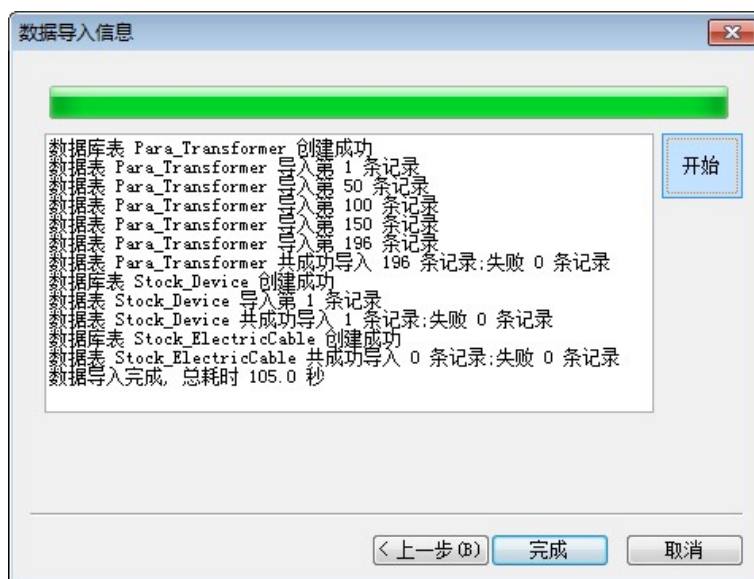 数据导入信息
数据库表 Para_Transformer 创建成功
数据表 Para_Transformer 导入第 1 条记录
数据表 Para_Transformer 导入第 50 条记录
数据表 Para_Transformer 导入第 100 条记录
数据表 Para_Transformer 导入第 150 条记录
数据表 Para_Transformer 导入第 196 条记录
数据表 Para_Transformer 共成功导入 196 条记录;失败 0 条记录
数据库表 Stock_Device 创建成功
数据表 Stock_Device 导入第 1 条记录
数据表 Stock_Device 共成功导入 1 条记录;失败 0 条记录
数据库表 Stock_ElectricCable 创建成功
数据表 Stock_ElectricCable 共成功导入 0 条记录;失败 0 条记录
数据导入完成, 总耗时 105.0 秒
开始
< 上一步(B)
完成
取消